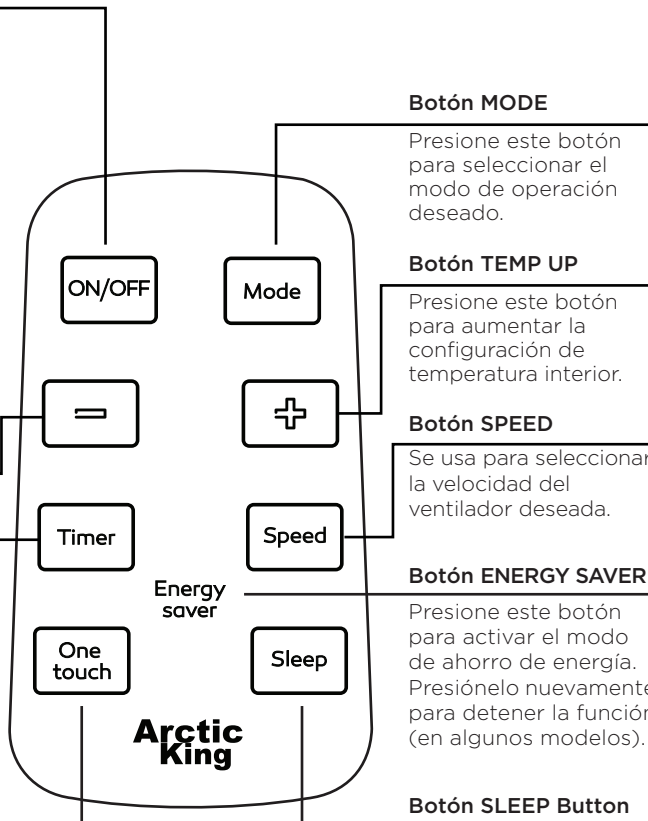 Botón MODE
Presione este botón
para seleccionar el
modo de operación
deseado.
Botón TEMP UP
Presione este botón
para aumentar la
configuración de
temperatura interior.
Botón SPEED
Se usa para seleccionar
la velocidad del
ventilador deseada.
Botón ENERGY SAVER
Presione este botón
para activar el modo
de ahorro de energía.
Presiónelo nuevamente
para detener la función
(en algunos modelos).
Botón SLEEP Button
ON/OFF
Mode
Timer
Speed
Energy
saver
One
touch
Sleep
Arctic
King